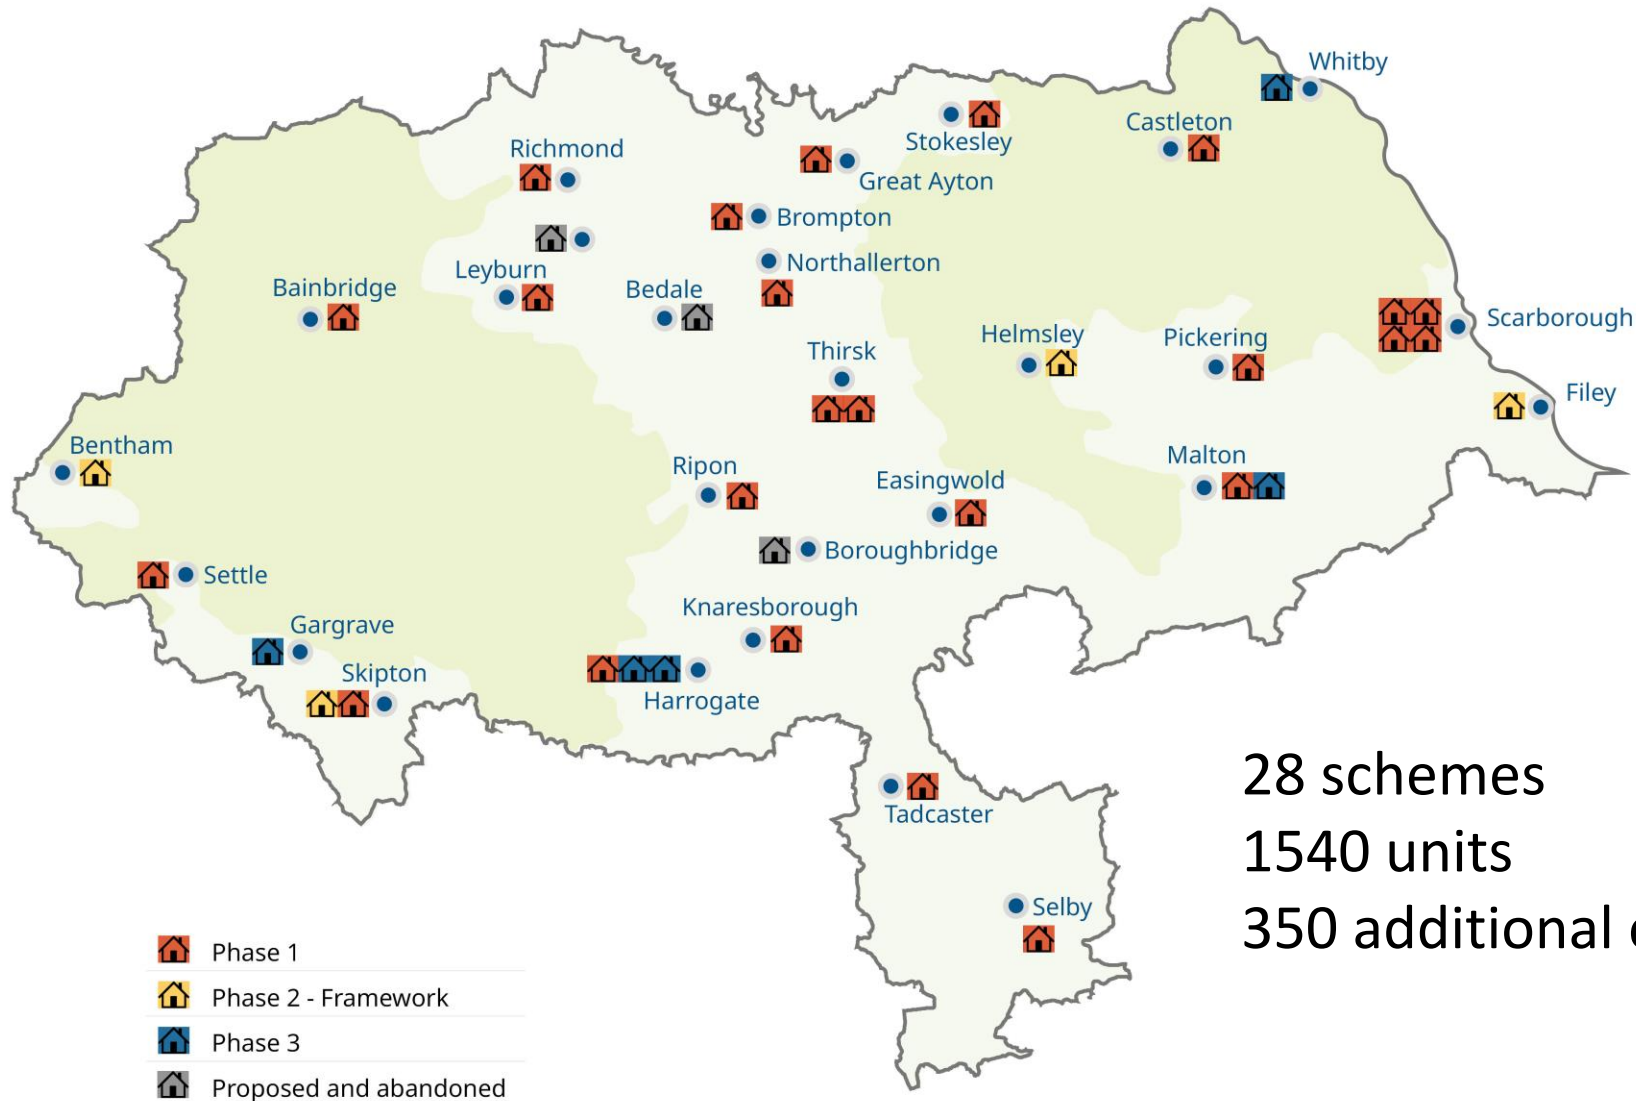 Whitby
Castleton
Stokesley
Richmond
Great Ayton
Brompton
Northallerton
Leyburn
Bainbridge
Bedale
Scarborough
Helmsley
Pickering
Thirsk
Filey
Bentham
Malton
Ripon
Easingwold
Boroughbridge
Settle
Knaresborough
Gargrave
Skipton
Harrogate
Tadcaster
Selby
28 schemes
1540 units
350 additional
Phase 1
Phase 2 - Framework
Phase 3
Proposed and abandoned